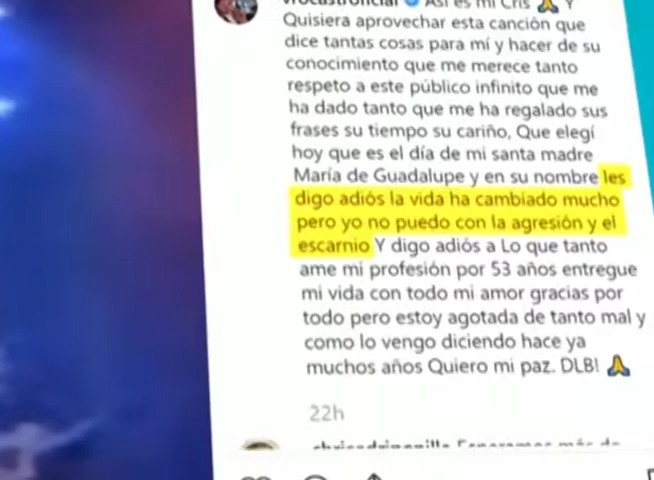 Así es mi Cris 🙏 Y
Quisiera aprovechar esta canción que
dice tantas cosas para mí y hacer de su
conocimiento que me merece tanto
respeto a este público infinito que me
ha dado tanto que me ha regalado sus
frases su tiempo su cariño, Que elegí
hoy que es el día de mi santa madre
María de Guadalupe y en su nombre les
digo adiós la vida ha cambiado mucho
pero yo no puedo con la agresión y el
escarnio Y digo adiós a Lo que tanto
ame mi profesión por 53 años entregue
mi vida con todo mi amor gracias por
todo pero estoy agotada de tanto mal y
como lo vengo diciendo hace ya
muchos años Quiero mi paz. DLB! 🙏
22h